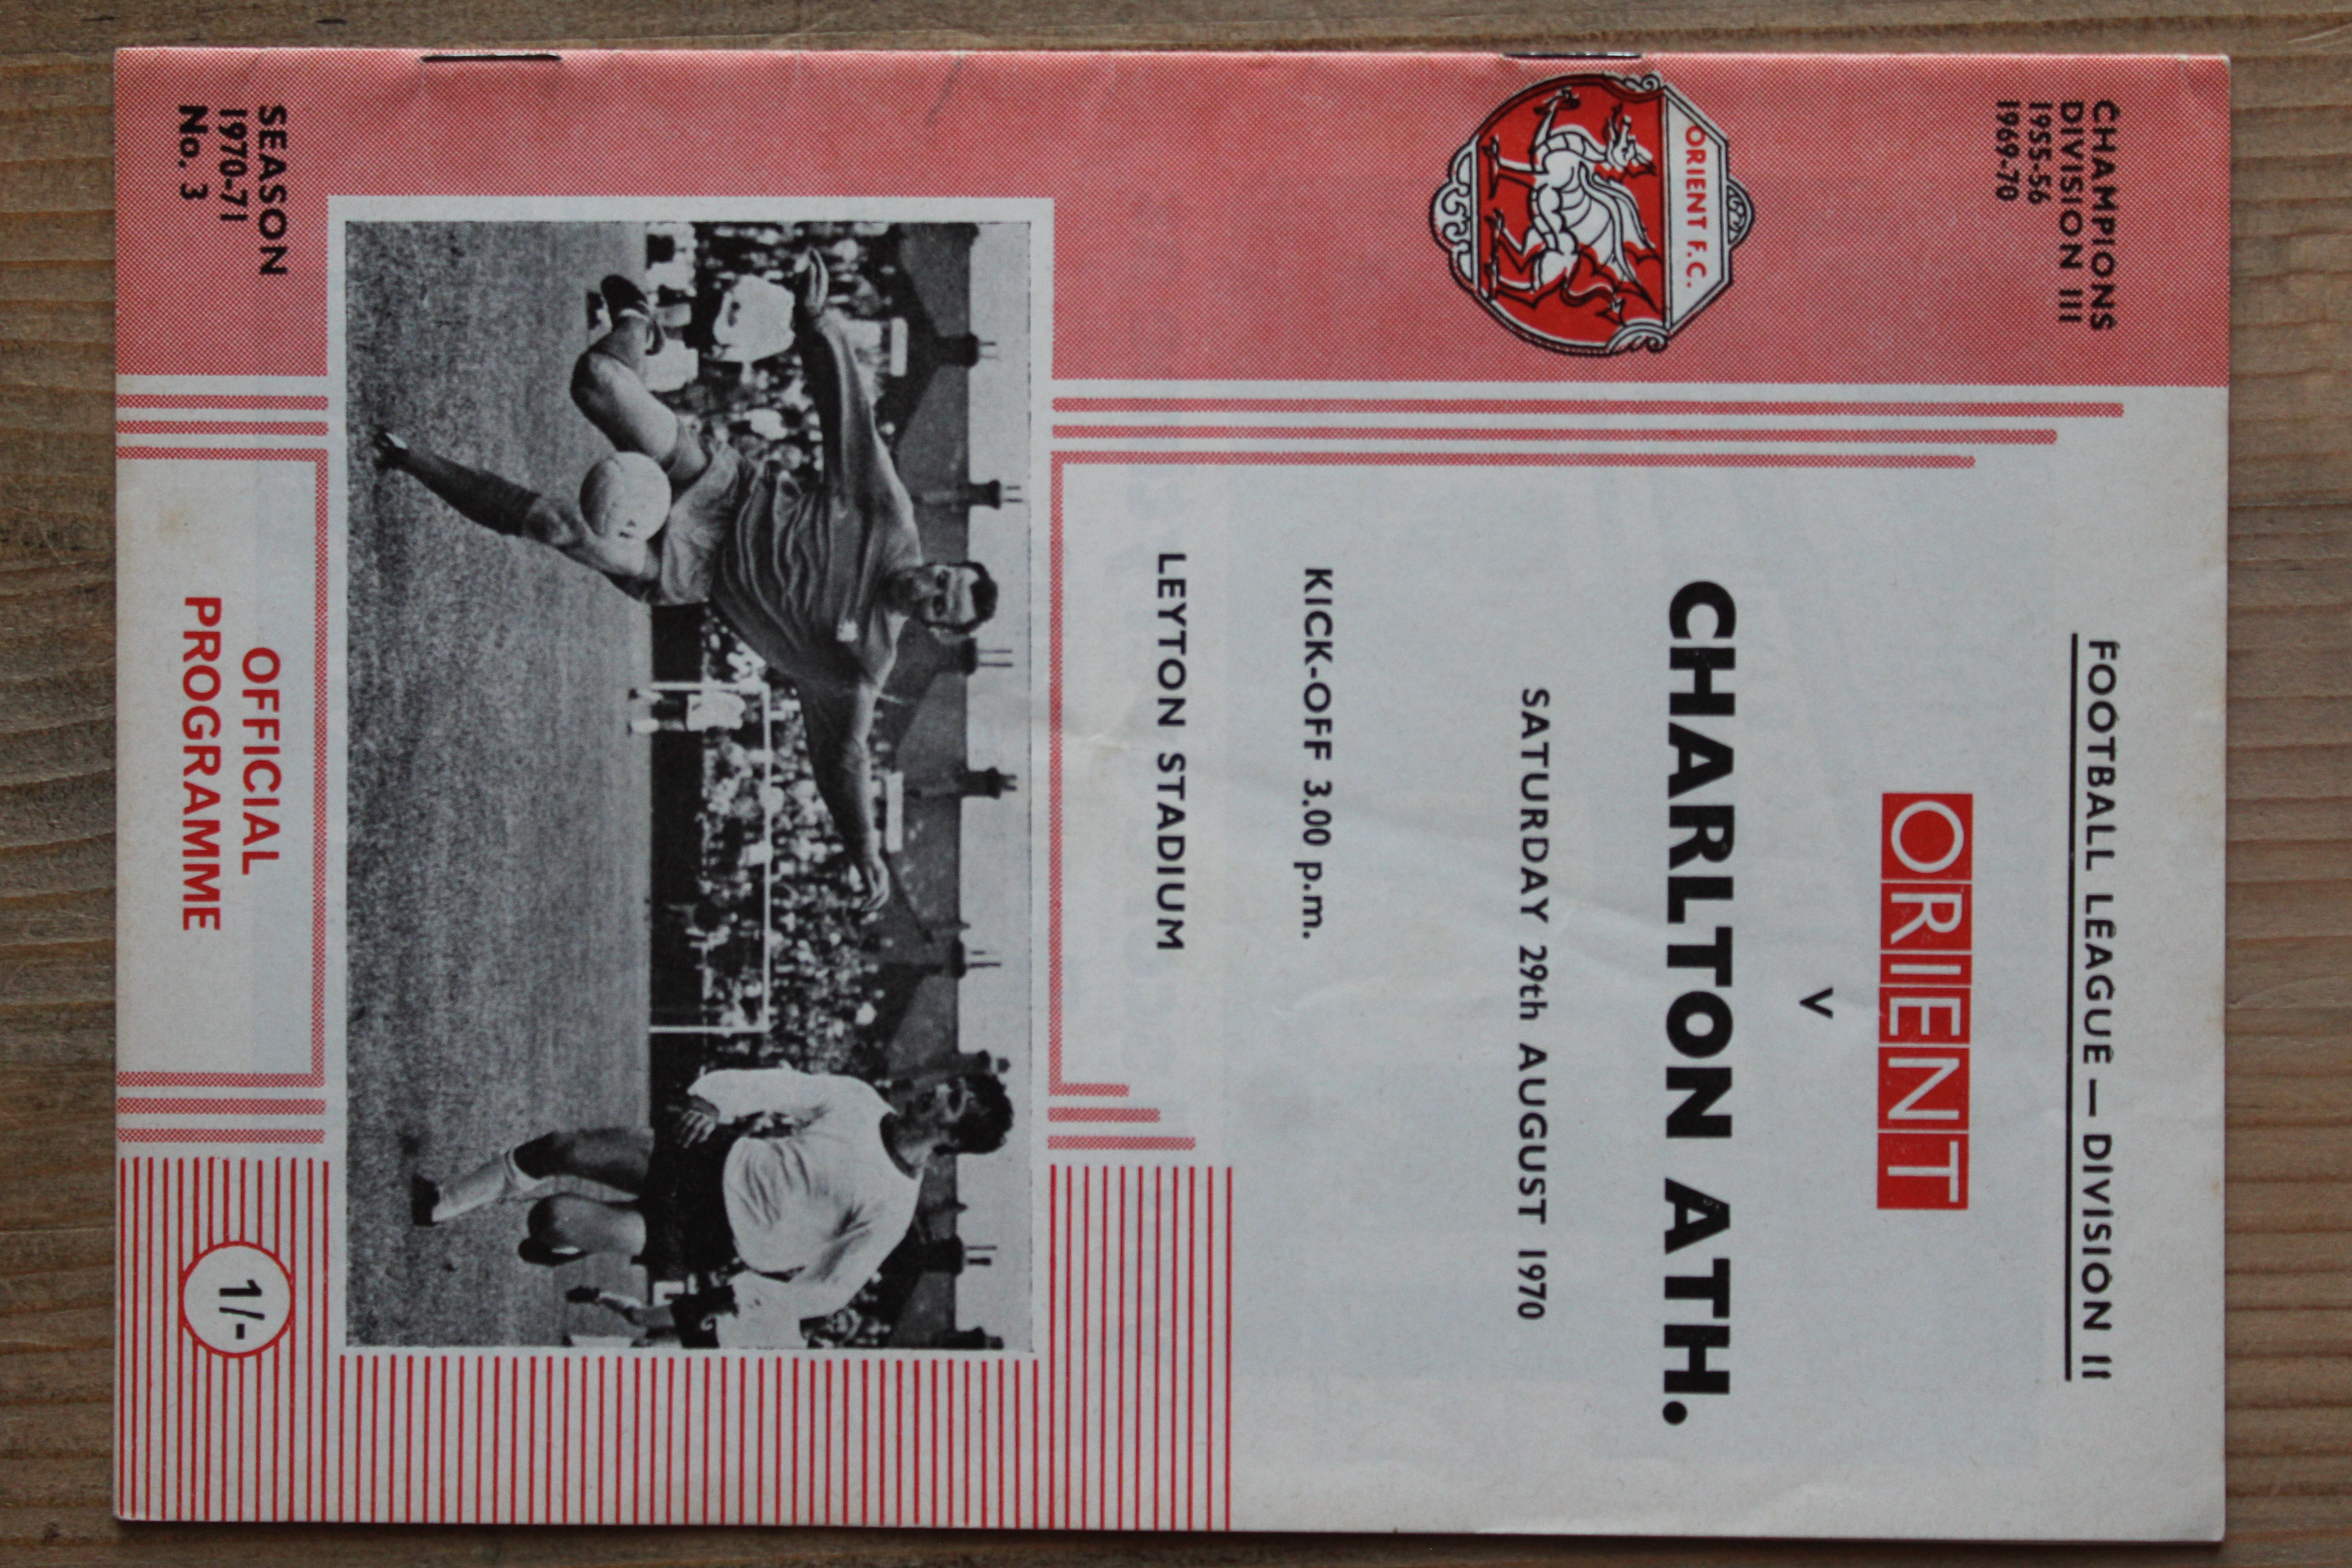 CHAMPIONS
DIVISION III
1955-56
1969-70
FOOTBALL LEAGUE — DIVISION II
ORIENT
v
CHARLTON ATH.
ORIENT F.C.
SATURDAY 29th AUGUST 1970
KICK-OFF 3.00 p.m.
LEYTON STADIUM
SEASON
1970-71
No. 3
OFFICIAL
PROGRAMME
1/-